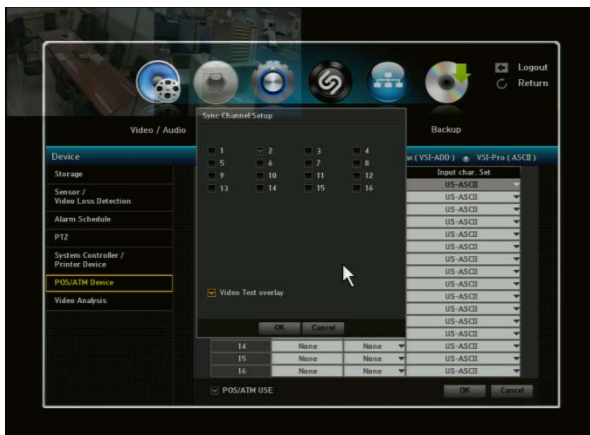 Logout
Return
Video / Audio
Backup
Sync Channel Setup
1 2 3 4
5 6 7 8
9 10 11 12
13 14 15 16
Video Text overlay
OK Cancel
Device
(VSI-ADD) VSI-Pro (ASCII)
Storage
Sensor /
Video Loss Detection
Alarm Schedule
PTZ
System Controller /
Printer Device
POS/ATM Device
Video Analysis
Input char. Set
US-ASCII
US-ASCII
US-ASCII
US-ASCII
US-ASCII
US-ASCII
US-ASCII
US-ASCII
US-ASCII
US-ASCII
US-ASCII
US-ASCII
US-ASCII
14 None None US-ASCII
15 None None US-ASCII
16 None None US-ASCII
POS/ATM USE
OK Cancel